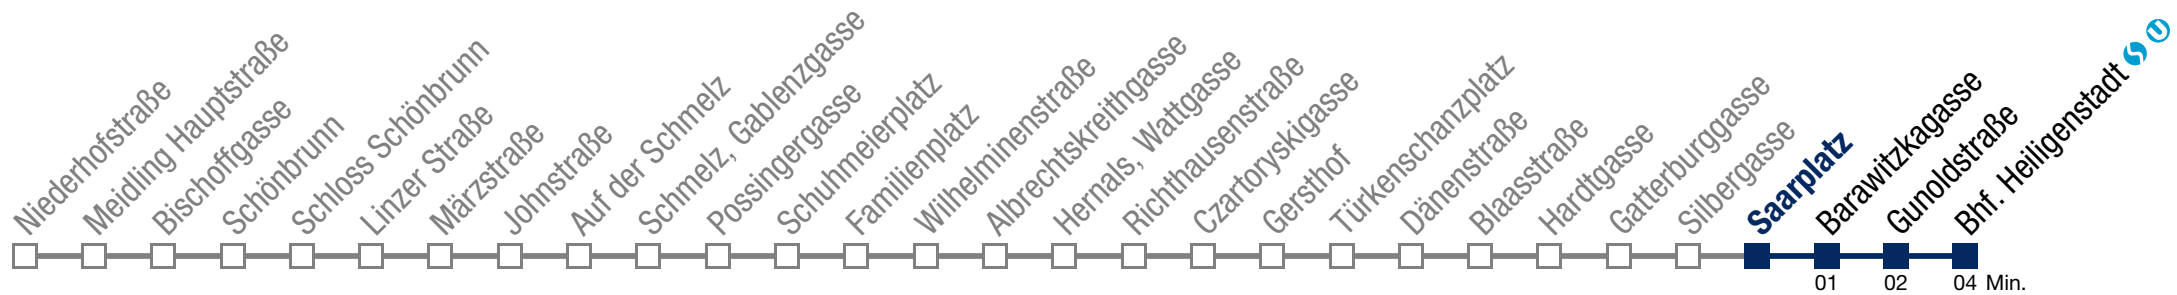 Niederhofstraße
Meidling Hauptstraße
Bischoffgasse
Schönbrunn
Schloss Schönbrunn
Linzer Straße
Märzstraße
Johnstraße
Auf der Schmelz
Schmelz, Gablenzgasse
Possingergasse
Schuhmeierplatz
Familienplatz
Wilhelminenstraße
Albrechtskreithgasse
Hernals, Wattgasse
Richthausenstraße
Czartoryskigasse
Gersthof
Türkenschanzplatz
Dänenstraße
Blaasstraße
Hardtgasse
Gatterburggasse
Silbergasse
Saarplatz
Barawitzkagasse
Gunoldstraße
Bhf. Heiligenstadt S U
01 02 04 Min.